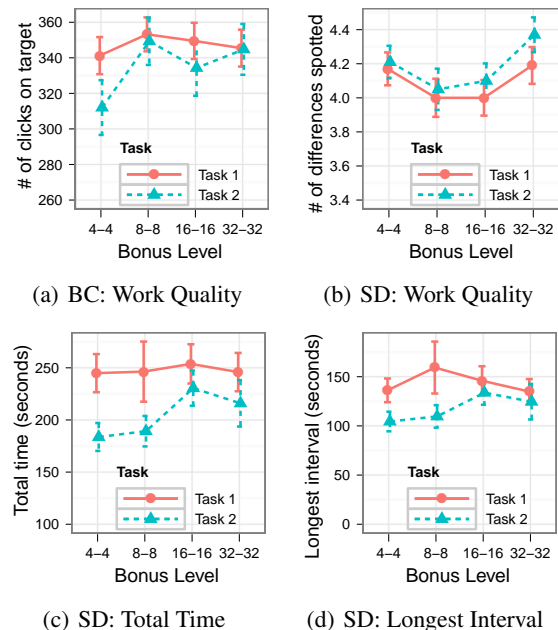 360
340
320
300
280
260
# of clicks on target
Task
Task 1
Task 2
4−4 8−8 16−16 32−32
Bonus Level
(a) BC: Work Quality
4.4
4.2
4.0
3.8
3.6
3.4
# of differences spotted
Task
Task 1
Task 2
4−4 8−8 16−16 32−32
Bonus Level
(b) SD: Work Quality
250
200
150
100
Total time (seconds)
Task
Task 1
Task 2
4−4 8−8 16−16 32−32
Bonus Level
(c) SD: Total Time
150
100
50
0
Longest interval (seconds)
Task
Task 1
Task 2
4−4 8−8 16−16 32−32
Bonus Level
(d) SD: Longest Interval